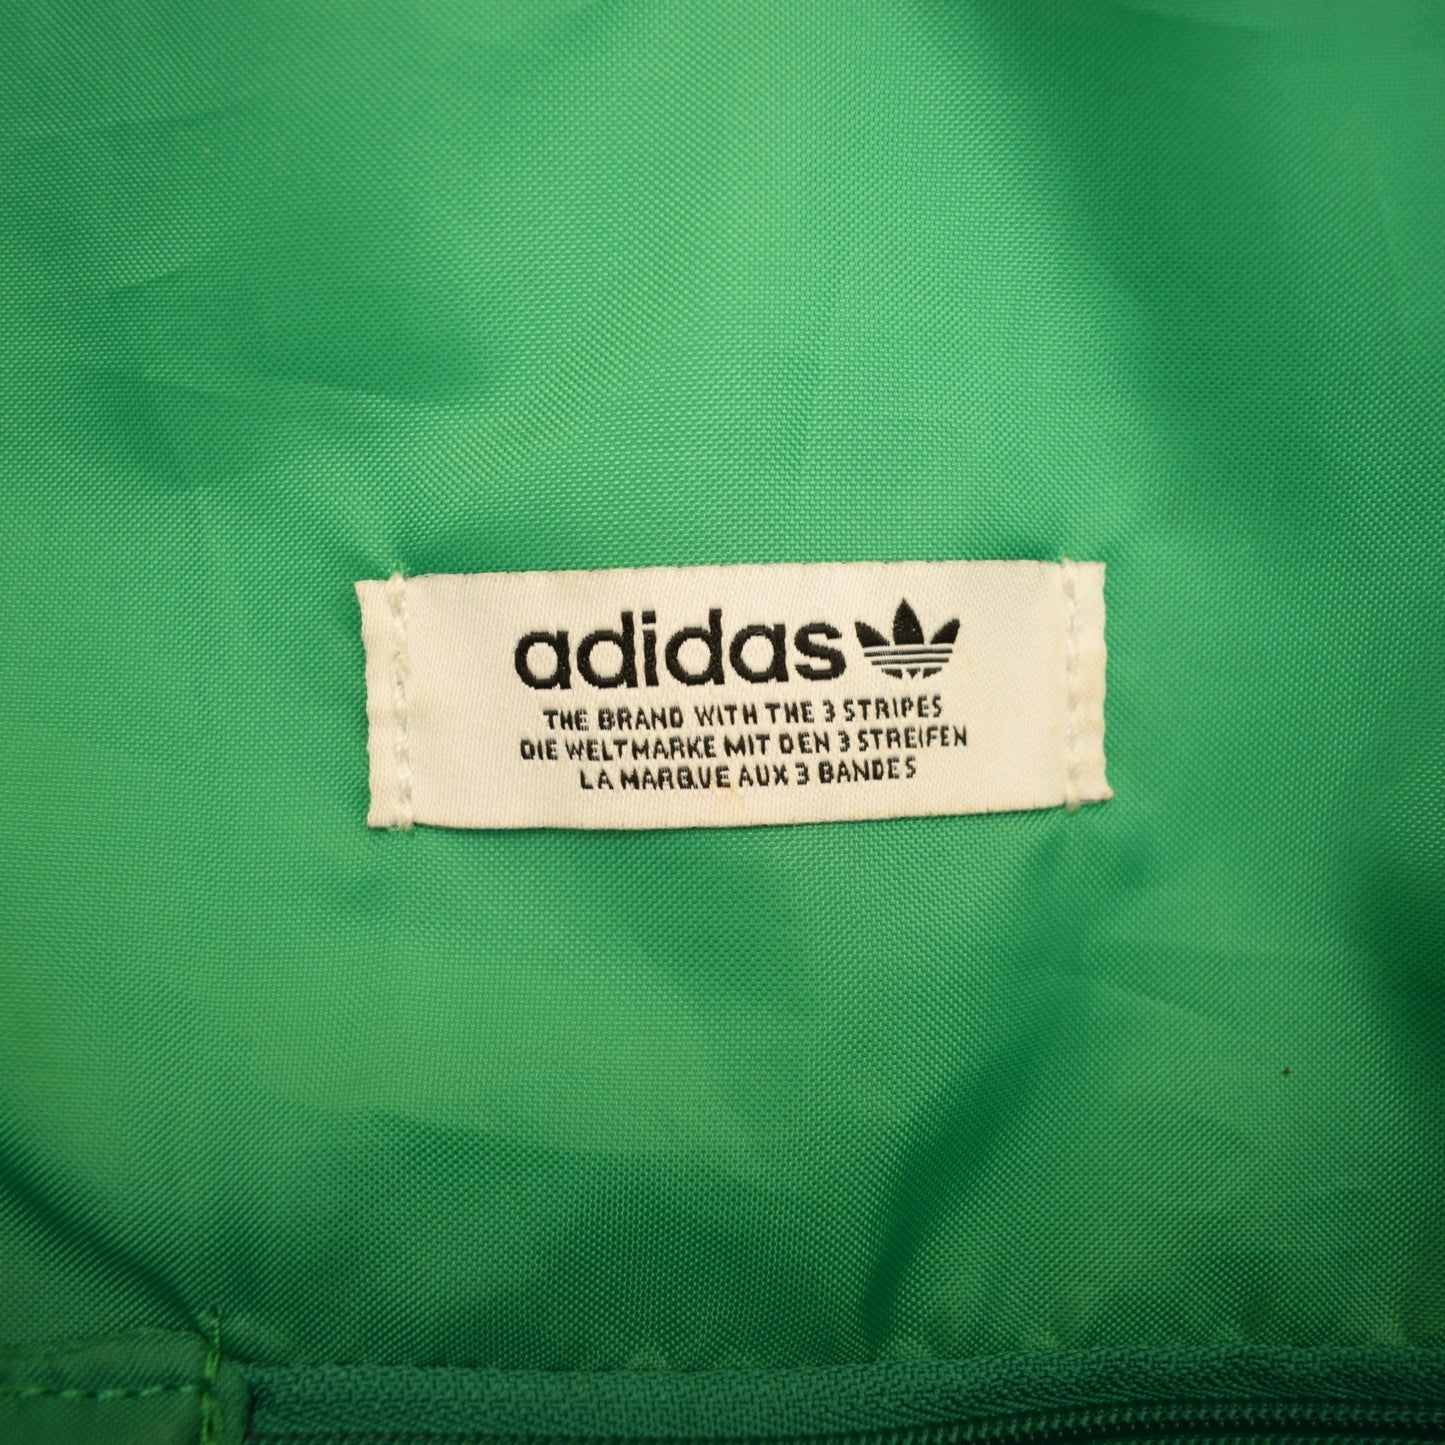 adidas
THE BRAND WITH THE 3 STRIPES
DIE WELTMARKE MIT DEN 3 STREIFEN
LA MARQUE AUX 3 BANDES